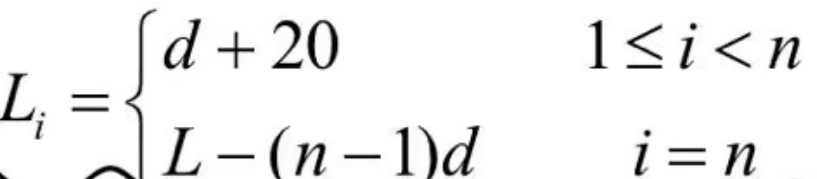 L_i = { d + 20    1 ≤ i < n
L − (n − 1)d    i = n